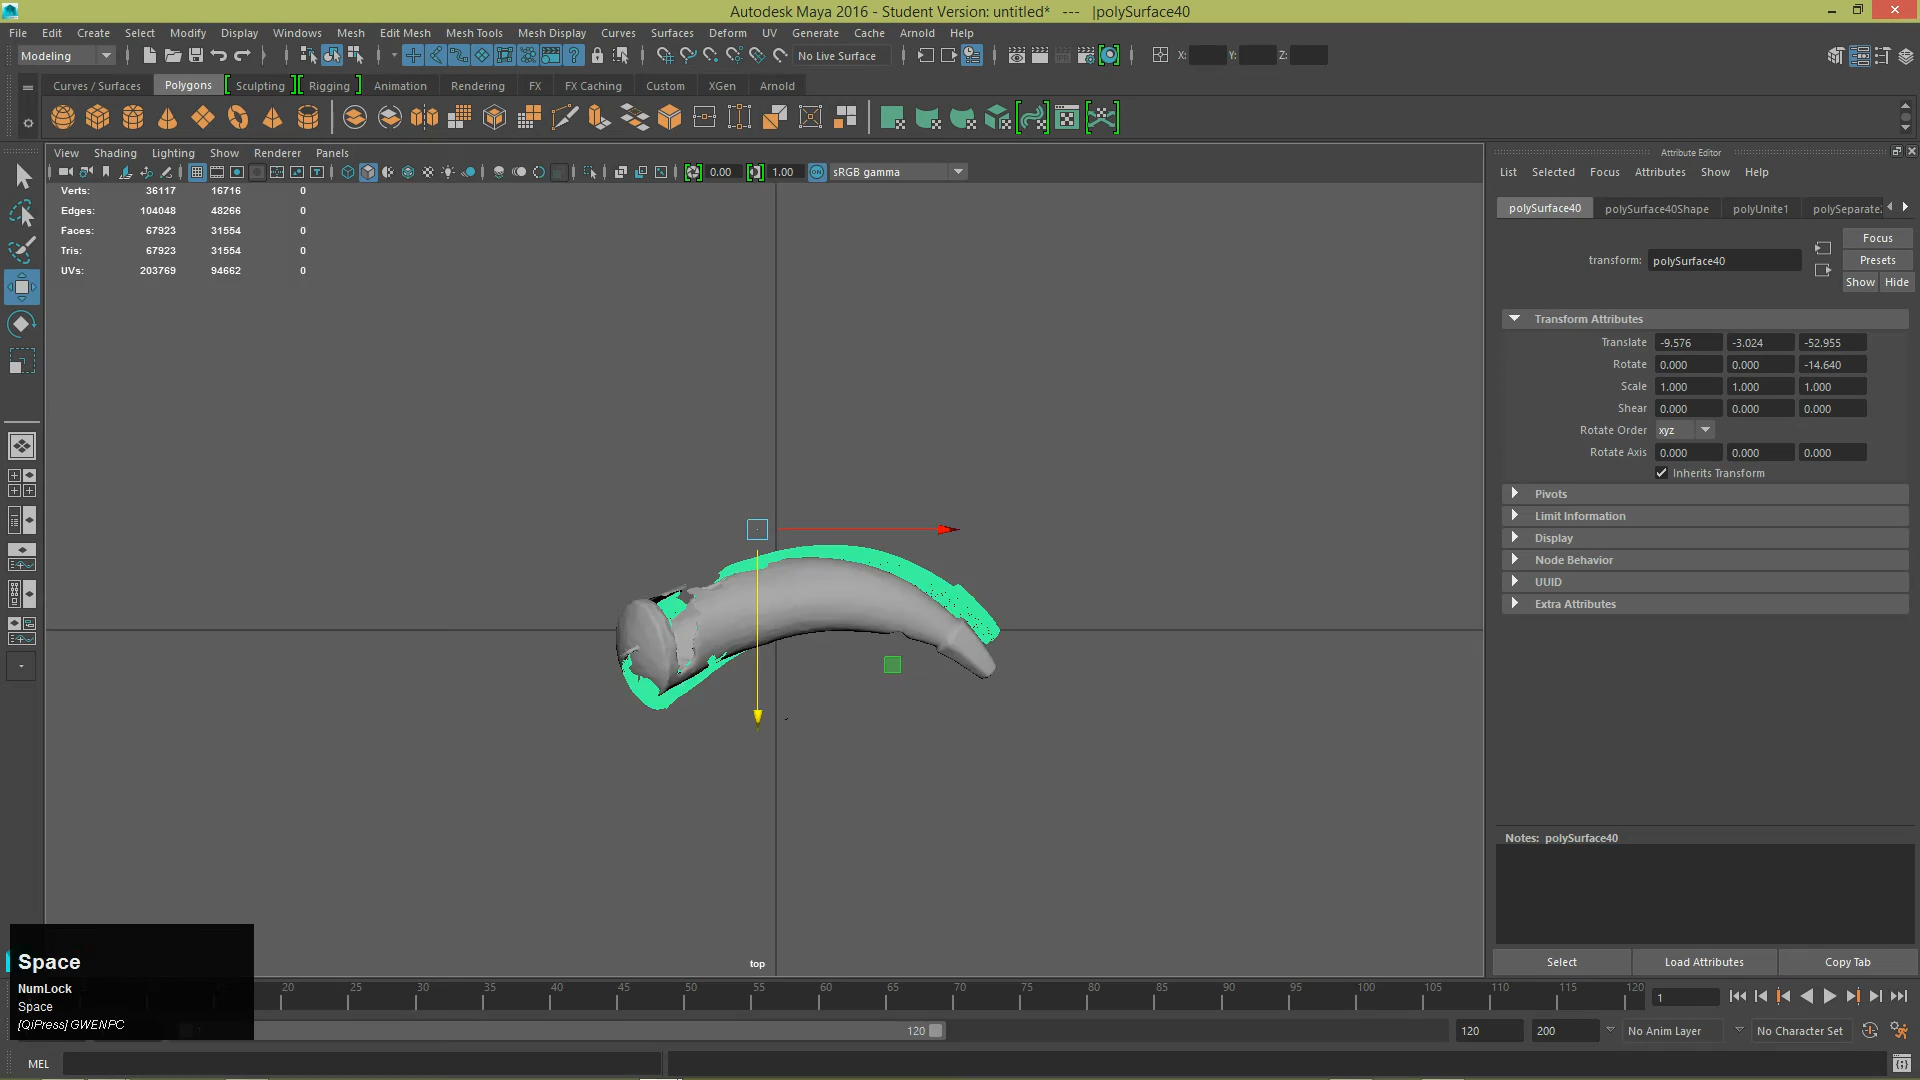 Autodesk Maya 2016 - Student Version: untitled*   ---   |polySurface40
File Edit Create Select Modify Display Windows Mesh Edit Mesh Mesh Tools Mesh Display Curves Surfaces Deform UV Generate Cache Arnold Help
Modeling No Live Surface X: Y: Z:
Curves / Surfaces Polygons Sculpting Rigging Animation Rendering FX FX Caching Custom XGen Arnold
View Shading Lighting Show Renderer Panels
0.00 1.00 ON sRGB gamma
Verts: 36117 16716 0
Edges: 104048 48266 0
Faces: 67923 31554 0
Tris: 67923 31554 0
UVs: 203769 94662 0
top
Attribute Editor
List Selected Focus Attributes Show Help
polySurface40 polySurface40Shape polyUnite1 polySeparate
Focus
transform: polySurface40
Presets
Show Hide
Transform Attributes
Translate -9.576 -3.024 -52.955
Rotate 0.000 0.000 -14.640
Scale 1.000 1.000 1.000
Shear 0.000 0.000 0.000
Rotate Order xyz
Rotate Axis 0.000 0.000 0.000
Inherits Transform
Pivots
Limit Information
Display
Node Behavior
UUID
Extra Attributes
Notes: polySurface40
Select Load Attributes Copy Tab
Space
NumLock
Space
[QiPress] GWENPC
20 25 30 35 40 45 50 55 60 65 70 75 80 85 90 95 100 105 110 115 120
1
120 120 200 No Anim Layer No Character Set
MEL